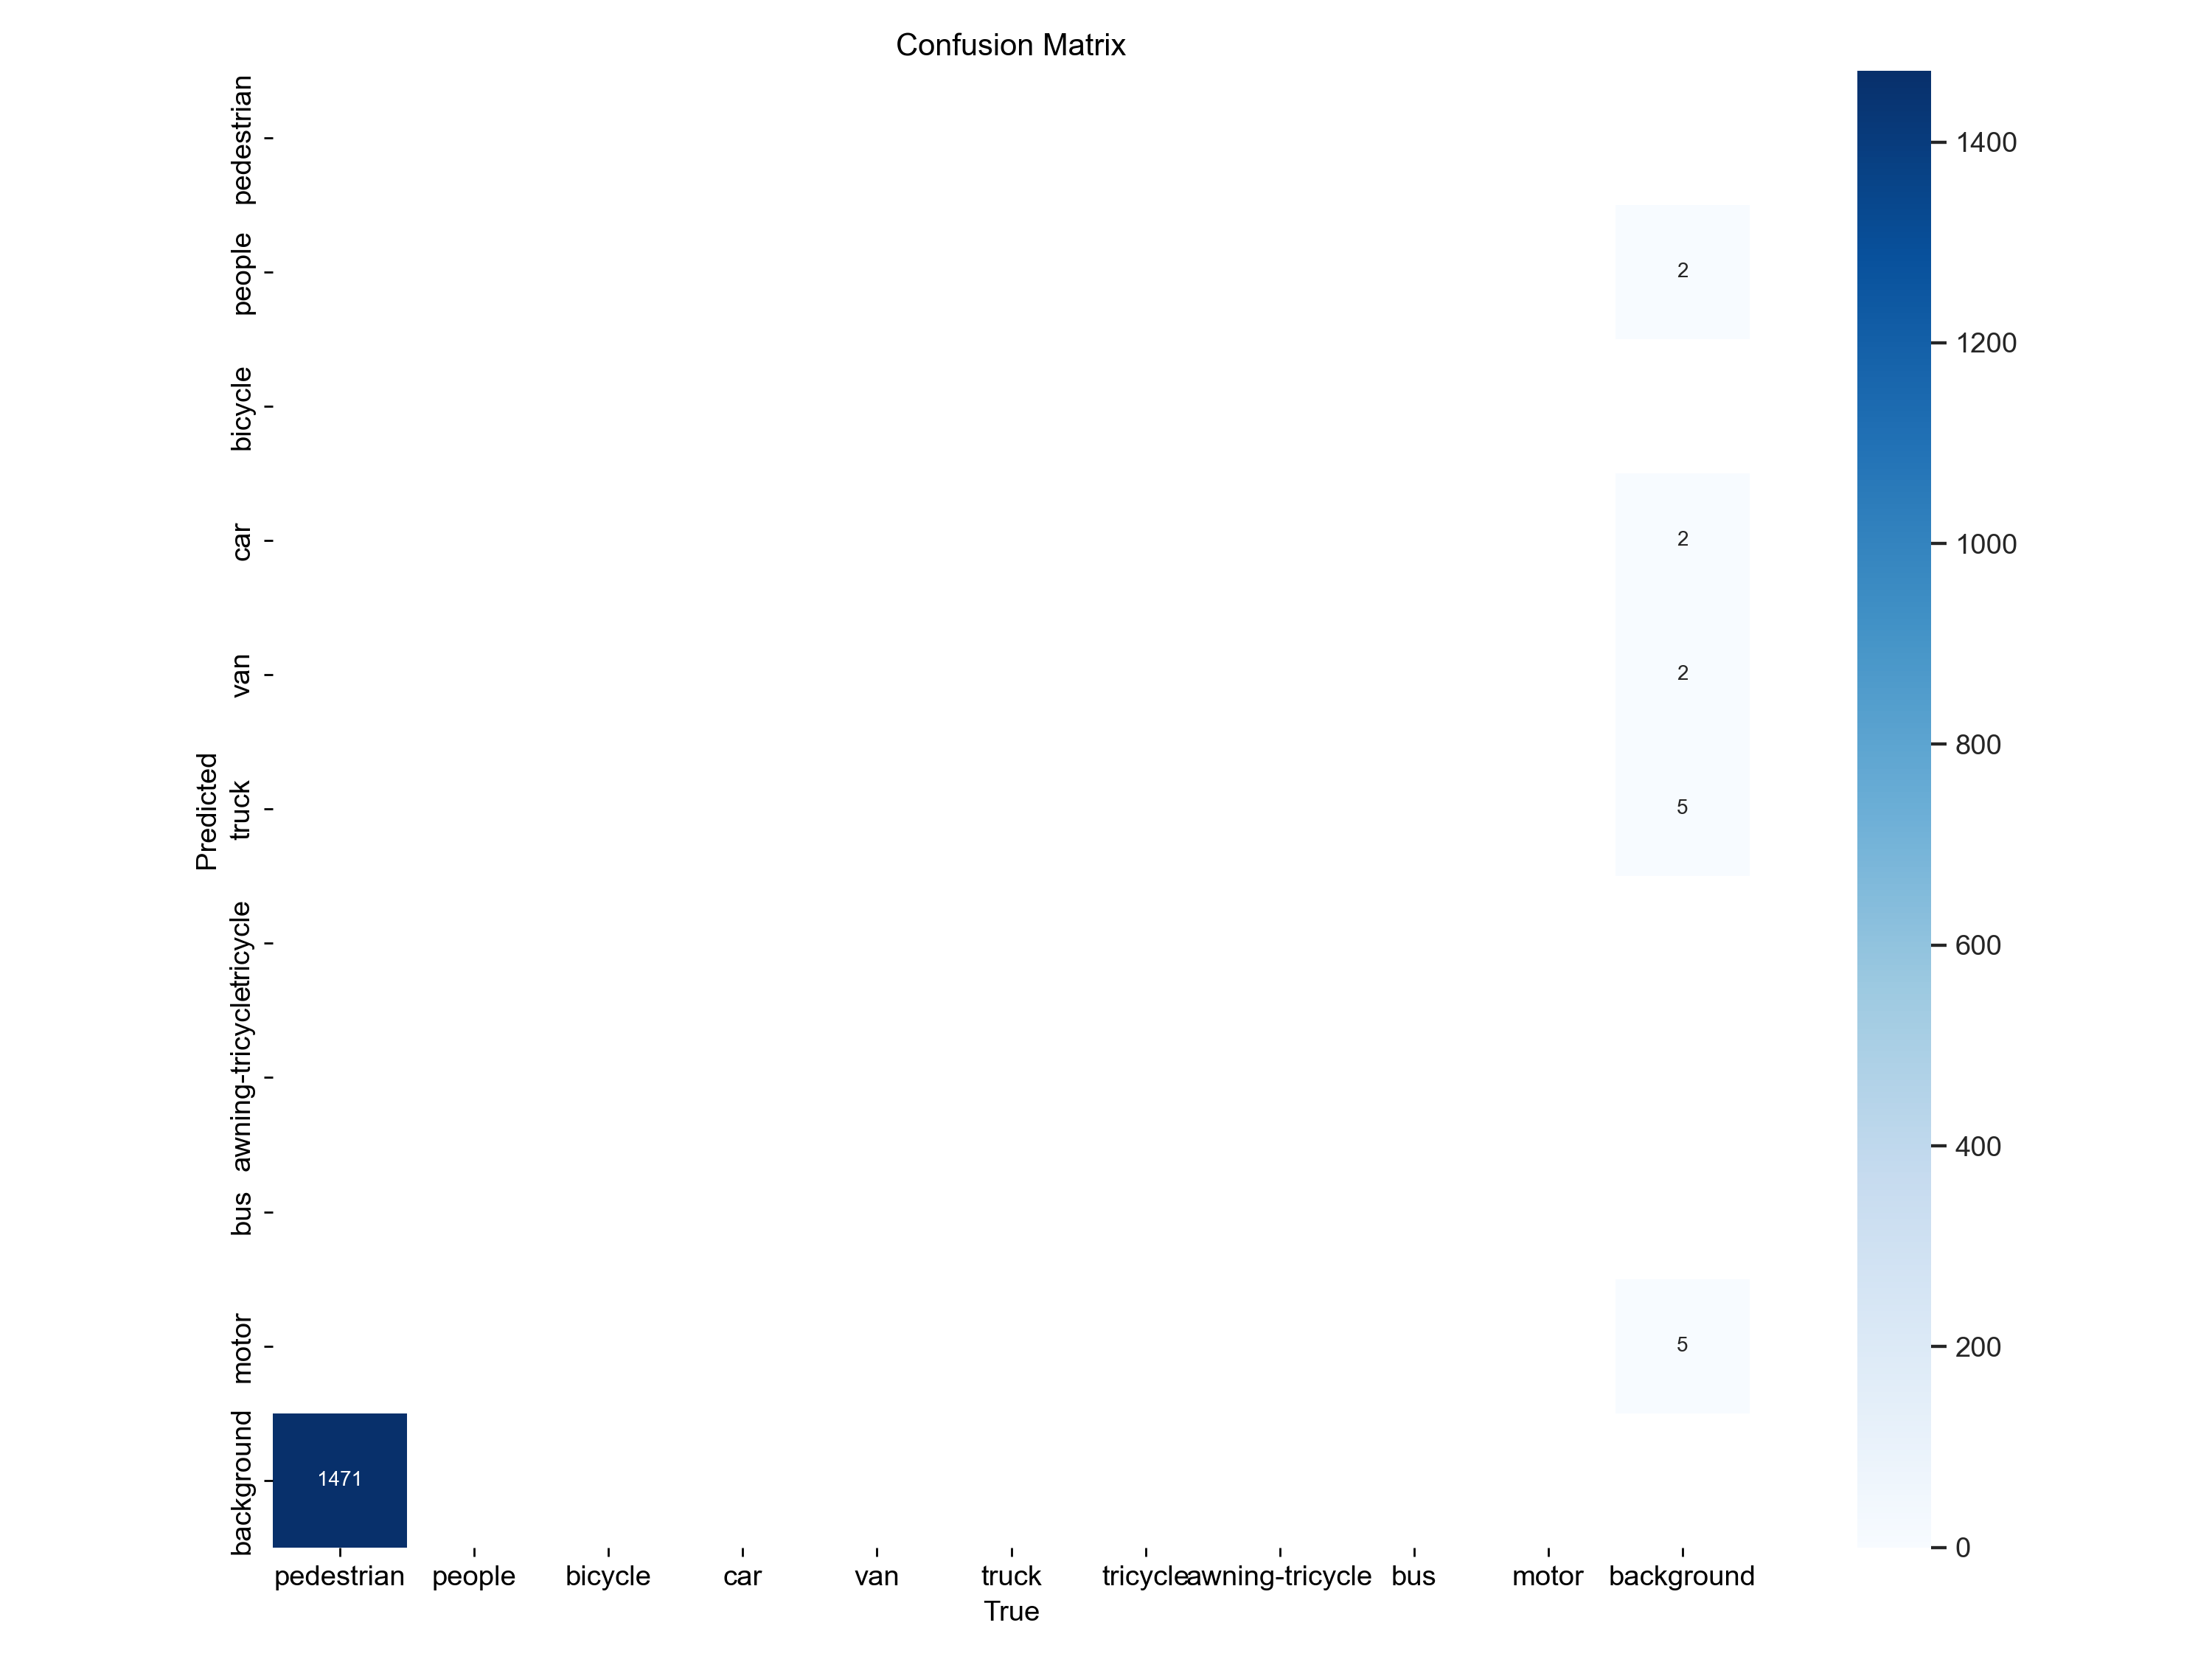 Confusion Matrix
pedestrian
people
bicycle
car
van
truck
tricycle
awning-tricycle
bus
motor
background
Predicted
2
2
2
5
5
1471
pedestrian people bicycle car van truck tricycle awning-tricycle bus motor background
True
1400
1200
1000
800
600
400
200
0